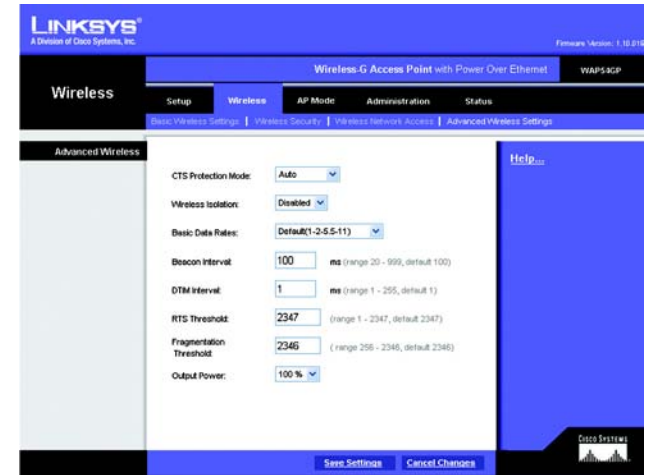 LINKSYS®
A Division of Cisco Systems, Inc.
Firmware Version: 1.10.01S
Wireless-G Access Point with Power Over Ethernet
WAP54GP
Wireless
Setup Wireless AP Mode Administration Status
Basic Wireless Settings | Wireless Security | Wireless Network Access | Advanced Wireless Settings
Advanced Wireless
Help...
CTS Protection Mode: Auto
Wireless Isolation: Disabled
Basic Data Rates: Default(1-2-5.5-11)
Beacon Interval: 100 ms (range 20 - 999, default 100)
DTIM Interval: 1 ms (range 1 - 255, default 1)
RTS Threshold: 2347 (range 1 - 2347, default 2347)
Fragmentation
Threshold: 2346 ( range 256 - 2346, default 2346)
Output Power: 100 %
Save Settings Cancel Changes
CISCO SYSTEMS